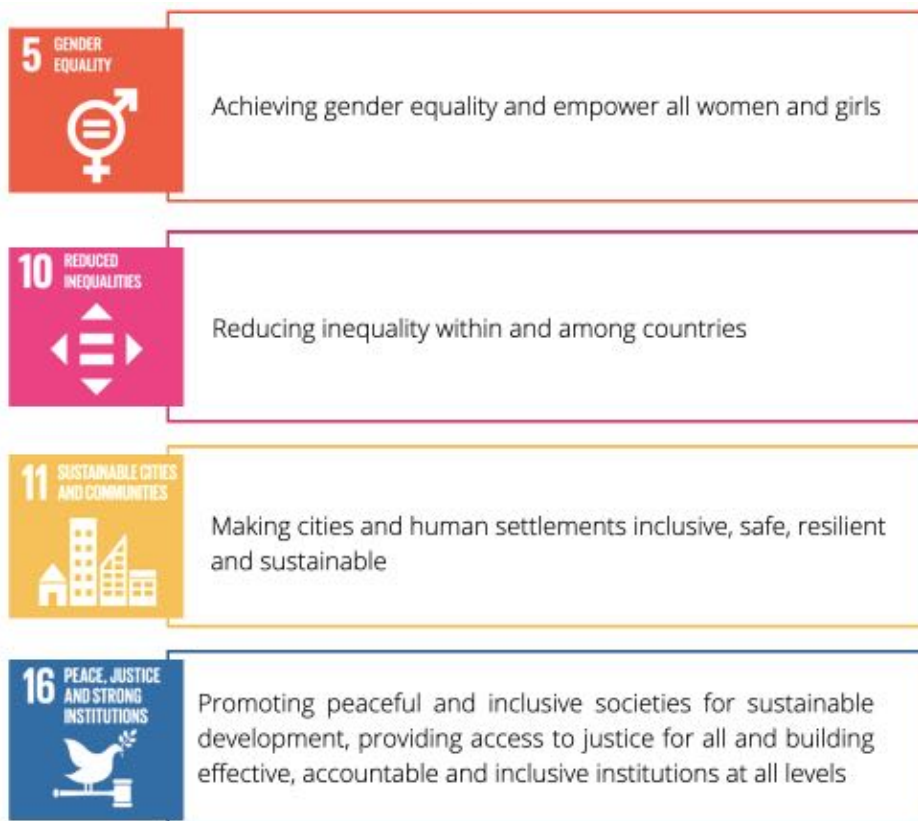 5 GENDER
EQUALITY
Achieving gender equality and empower all women and girls
10 REDUCED
INEQUALITIES
Reducing inequality within and among countries
11 SUSTAINABLE CITIES
AND COMMUNITIES
Making cities and human settlements inclusive, safe, resilient
and sustainable
16 PEACE, JUSTICE
AND STRONG
INSTITUTIONS
Promoting peaceful and inclusive societies for sustainable
development, providing access to justice for all and building
effective, accountable and inclusive institutions at all levels